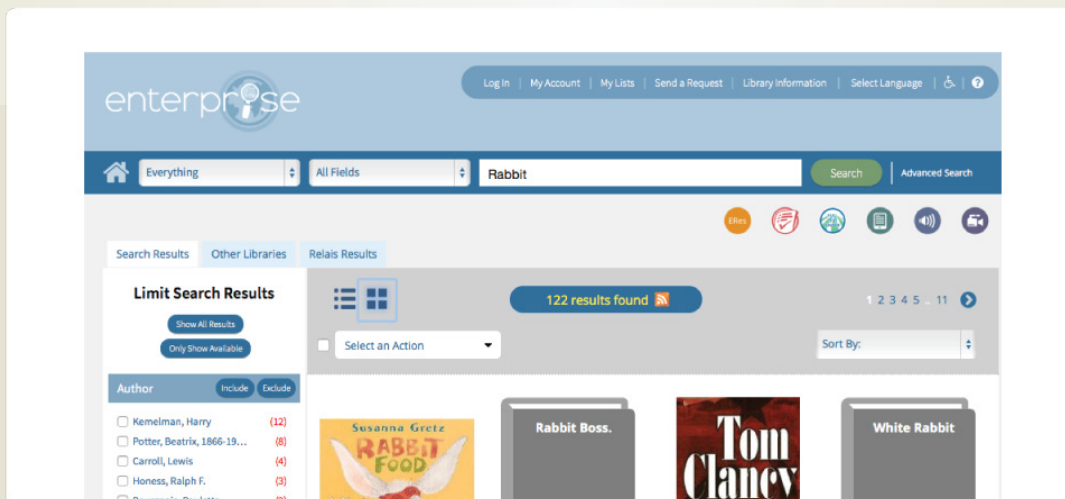 enterprise
Log In | My Account | My Lists | Send a Request | Library Information | Select Language
Everything
All Fields
Rabbit
Search
Advanced Search
ERes
Search Results
Other Libraries
Relais Results
Limit Search Results
Show All Results
Only Show Available
122 results found
1 2 3 4 5 .. 11
Select an Action
Sort By:
Author
Include
Exclude
Kemelman, Harry (12)
Potter, Beatrix, 1866-19... (8)
Carroll, Lewis (4)
Honess, Ralph F. (3)
Susanna Gretz
RABBIT
FOOD
Rabbit Boss.
Tom
Clancy
White Rabbit